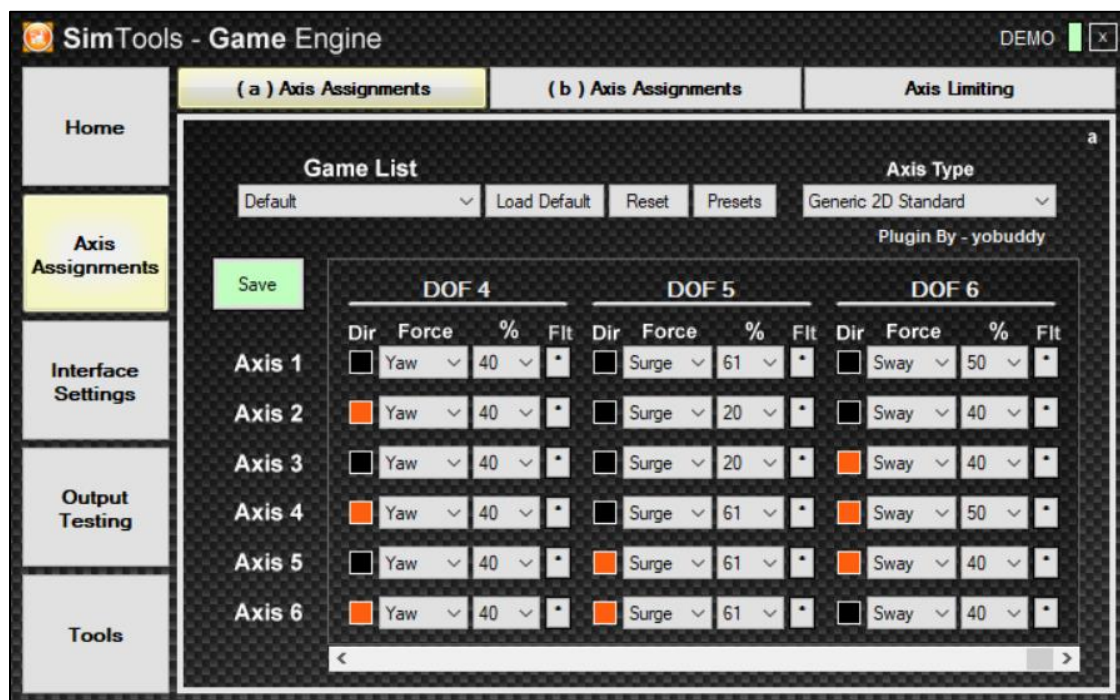 SimTools - Game Engine
DEMO
x
Home
Axis
Assignments
Interface
Settings
Output
Testing
Tools
( a ) Axis Assignments
( b ) Axis Assignments
Axis Limiting
a
Game List
Axis Type
Default
Load Default
Reset
Presets
Generic 2D Standard
Plugin By - yobuddy
Save
DOF 4 DOF 5 DOF 6
Dir Force % Flt Dir Force % Flt Dir Force % Flt
Axis 1 Yaw 40 * Surge 61 * Sway 50 *
Axis 2 Yaw 40 * Surge 20 * Sway 40 *
Axis 3 Yaw 40 * Surge 20 * Sway 40 *
Axis 4 Yaw 40 * Surge 61 * Sway 50 *
Axis 5 Yaw 40 * Surge 61 * Sway 40 *
Axis 6 Yaw 40 * Surge 61 * Sway 40 *